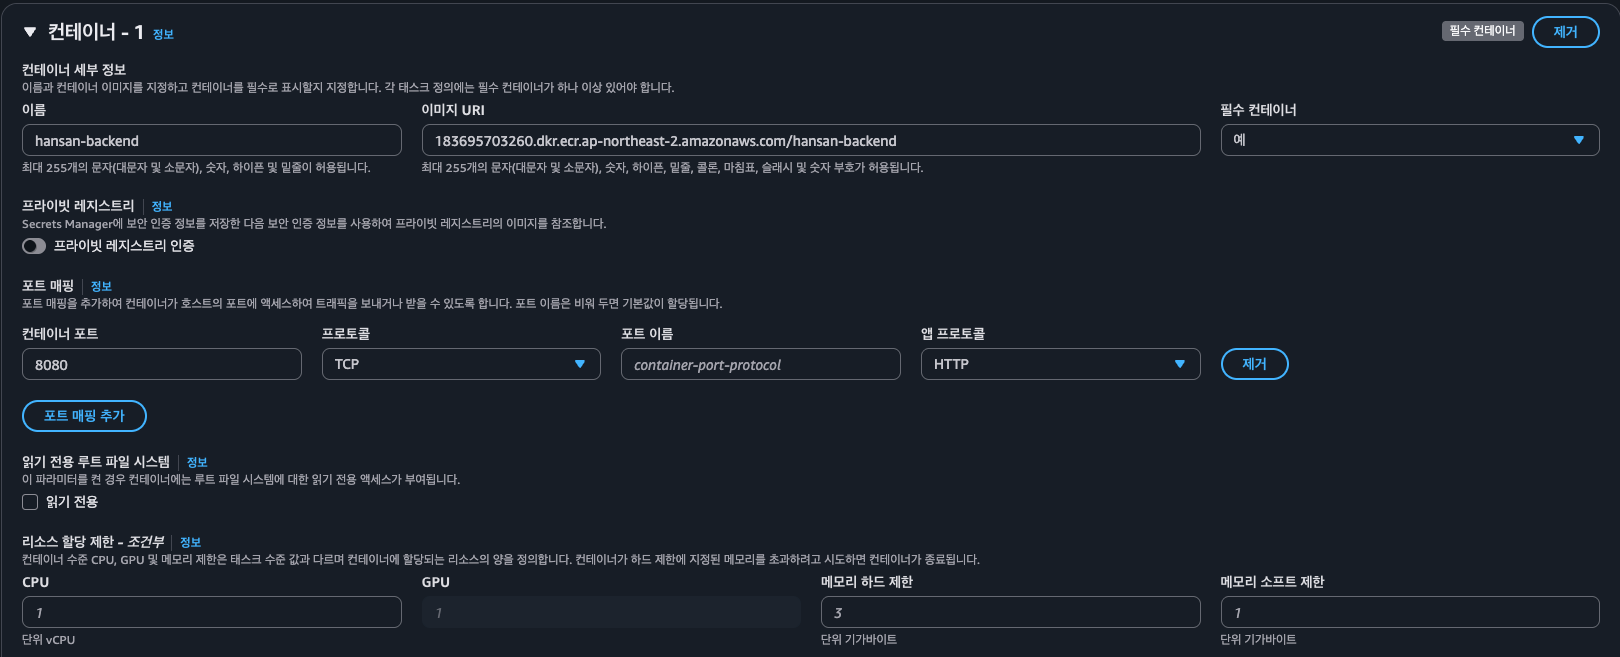 컨테이너 - 1 정보
필수 컨테이너 제거
컨테이너 세부 정보
이름과 컨테이너 이미지를 지정하고 컨테이너를 필수로 표시할지 지정합니다. 각 태스크 정의에는 필수 컨테이너가 하나 이상 있어야 합니다.
이름 이미지 URI 필수 컨테이너
hansan-backend 183695703260.dkr.ecr.ap-northeast-2.amazonaws.com/hansan-backend 예
최대 255개의 문자(대문자 및 소문자), 숫자, 하이픈 및 밑줄이 허용됩니다. 최대 255개의 문자(대문자 및 소문자), 숫자, 하이픈, 밑줄, 콜론, 마침표, 슬래시 및 숫자 부호가 허용됩니다.
프라이빗 레지스트리 정보
Secrets Manager에 보안 인증 정보를 저장한 다음 보안 인증 정보를 사용하여 프라이빗 레지스트리의 이미지를 참조합니다.
프라이빗 레지스트리 인증
포트 매핑 정보
포트 매핑을 추가하여 컨테이너가 호스트의 포트에 액세스하여 트래픽을 보내거나 받을 수 있도록 합니다. 포트 이름은 비워 두면 기본값이 할당됩니다.
컨테이너 포트 프로토콜 포트 이름 앱 프로토콜
8080 TCP container-port-protocol HTTP 제거
포트 매핑 추가
읽기 전용 루트 파일 시스템 정보
이 파라미터를 켠 경우 컨테이너에는 루트 파일 시스템에 대한 읽기 전용 액세스가 부여됩니다.
읽기 전용
리소스 할당 제한 - 조건부 정보
컨테이너 수준 CPU, GPU 및 메모리 제한은 태스크 수준 값과 다르며 컨테이너에 할당되는 리소스의 양을 정의합니다. 컨테이너가 하드 제한에 지정된 메모리를 초과하려고 시도하면 컨테이너가 종료됩니다.
CPU GPU 메모리 하드 제한 메모리 소프트 제한
1 1 3 1
단위 vCPU 단위 기가바이트 단위 기가바이트